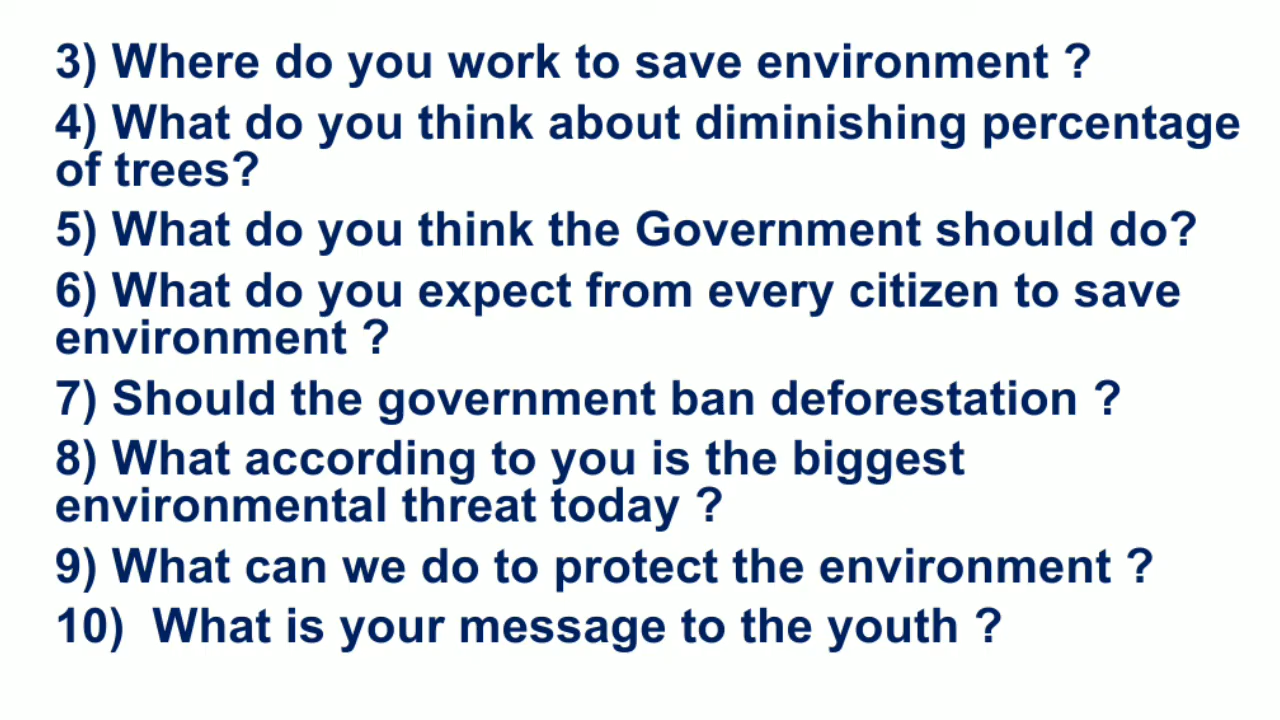 3) Where do you work to save environment ?
4) What do you think about diminishing percentage
of trees?
5) What do you think the Government should do?
6) What do you expect from every citizen to save
environment ?
7) Should the government ban deforestation ?
8) What according to you is the biggest
environmental threat today ?
9) What can we do to protect the environment ?
10)  What is your message to the youth ?